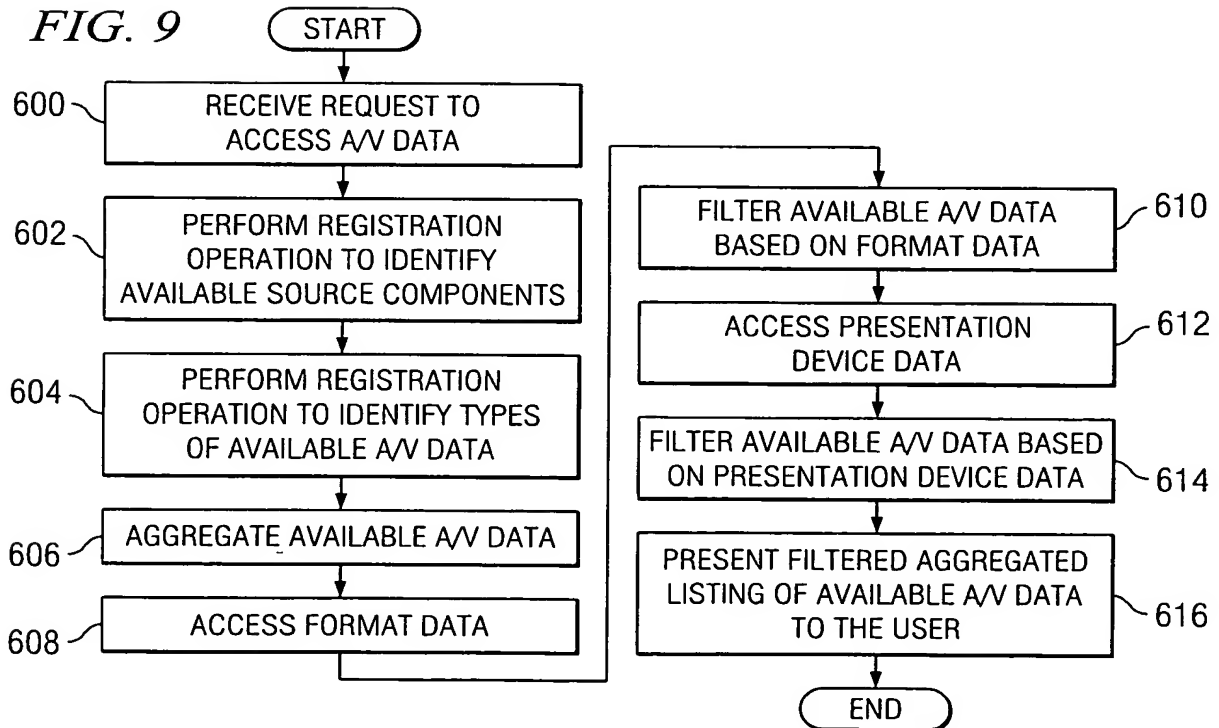 FIG. 9
START
600
RECEIVE REQUEST TO
ACCESS A/V DATA
602
PERFORM REGISTRATION
OPERATION TO IDENTIFY
AVAILABLE SOURCE COMPONENTS
604
PERFORM REGISTRATION
OPERATION TO IDENTIFY TYPES
OF AVAILABLE A/V DATA
606
AGGREGATE AVAILABLE A/V DATA
608
ACCESS FORMAT DATA
FILTER AVAILABLE A/V DATA
BASED ON FORMAT DATA
610
ACCESS PRESENTATION
DEVICE DATA
612
FILTER AVAILABLE A/V DATA BASED
ON PRESENTATION DEVICE DATA
614
PRESENT FILTERED AGGREGATED
LISTING OF AVAILABLE A/V DATA
TO THE USER
616
END